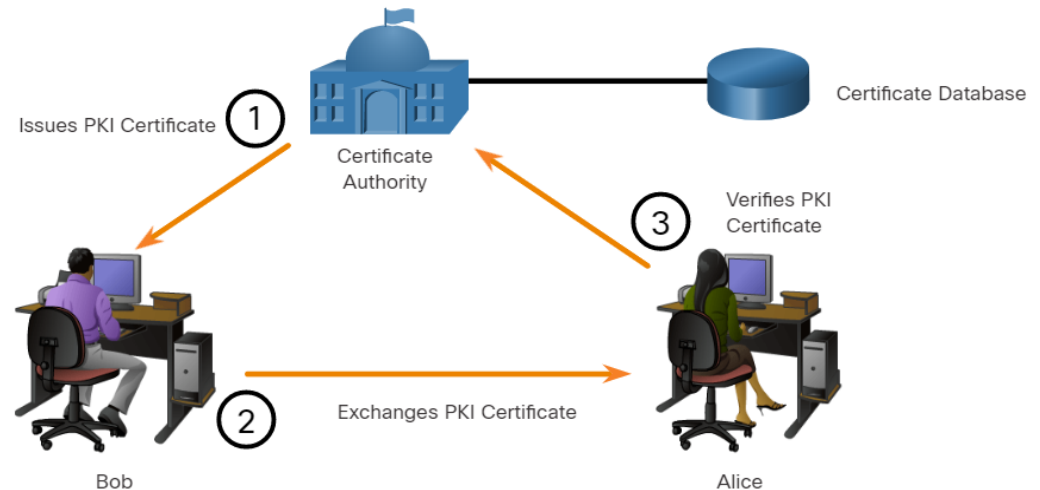 Issues PKI Certificate
1
Certificate
Authority
Certificate Database
3
Verifies PKI
Certificate
2
Exchanges PKI Certificate
Bob
Alice